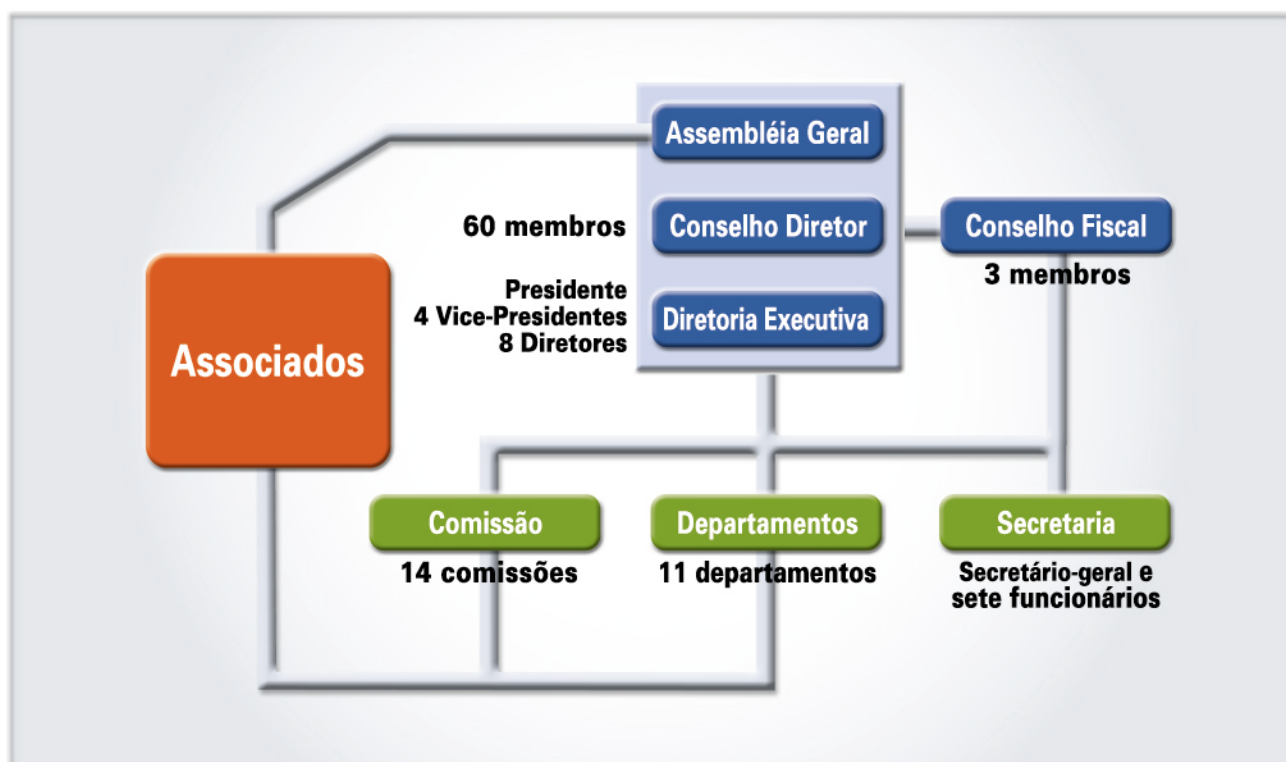 Assembléia Geral
60 membros
Conselho Diretor
Conselho Fiscal
3 membros
Presidente
4 Vice-Presidentes
8 Diretores
Diretoria Executiva
Associados
Comissão
14 comissões
Departamentos
11 departamentos
Secretaria
Secretário-geral e
sete funcionários